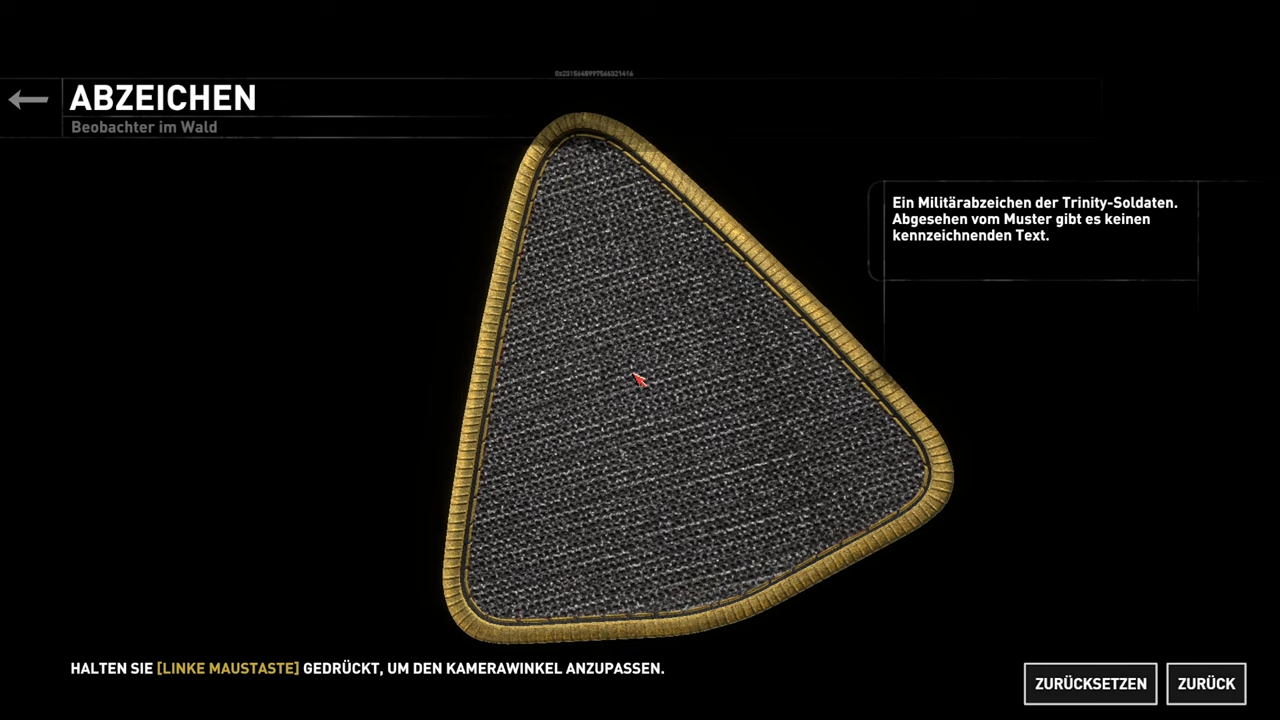 ABZEICHEN
Beobachter im Wald
Ein Militärabzeichen der Trinity-Soldaten.
Abgesehen vom Muster gibt es keinen
kennzeichnenden Text.
HALTEN SIE [LINKE MAUSTASTE] GEDRÜCKT, UM DEN KAMERAWINKEL ANZUPASSEN.
ZURÜCKSETZEN
ZURÜCK